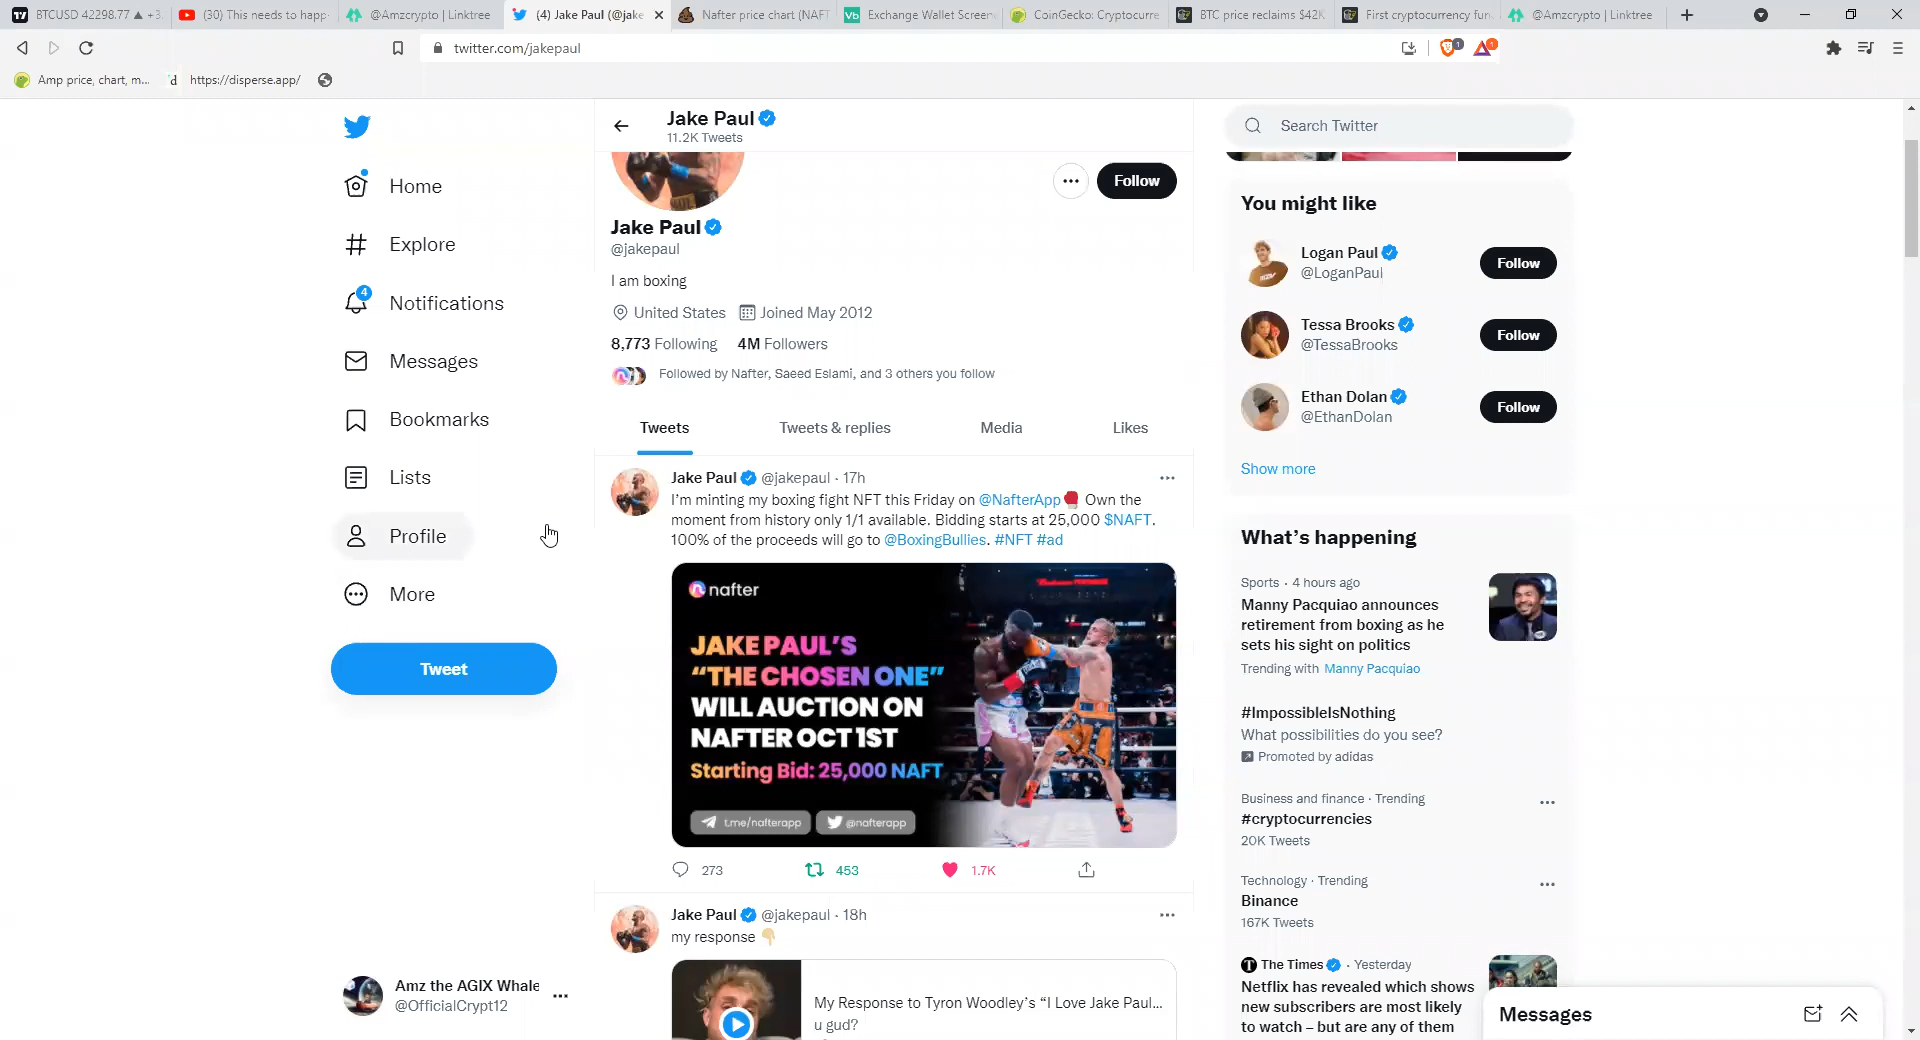 BTCUSD 42298.77 ▲ +3.
(30) This needs to happ
@Amzcrypto | Linktree
(4) Jake Paul (@jake
Nafter price chart (NAFT
Exchange Wallet Screen
CoinGecko: Cryptocurre
BTC price reclaims $42K
First cryptocurrency fun
@Amzcrypto | Linktree
twitter.com/jakepaul
1
1
Amp price, chart, m...
d https://disperse.app/
Home
Explore
4
Notifications
Messages
Bookmarks
Lists
Profile
More
Tweet
Amz the AGIX Whale
@OfficialCrypt12
Jake Paul
11.2K Tweets
Follow
Jake Paul
@jakepaul
I am boxing
United States Joined May 2012
8,773 Following 4M Followers
Followed by Nafter, Saeed Eslami, and 3 others you follow
Tweets Tweets & replies Media Likes
Jake Paul @jakepaul · 17h
I'm minting my boxing fight NFT this Friday on @NafterApp🥊 Own the
moment from history only 1/1 available. Bidding starts at 25,000 $NAFT.
100% of the proceeds will go to @BoxingBullies. #NFT #ad
nafter
JAKE PAUL'S
"THE CHOSEN ONE"
WILL AUCTION ON
NAFTER OCT 1ST
Starting Bid: 25,000 NAFT
t.me/nafterapp @nafterapp
273 453 1.7K
Jake Paul @jakepaul · 18h
my response 👇🏼
My Response to Tyron Woodley's "I Love Jake Paul...
u gud?
Search Twitter
You might like
Logan Paul
@LoganPaul
Follow
Tessa Brooks
@TessaBrooks
Follow
Ethan Dolan
@EthanDolan
Follow
Show more
What's happening
Sports · 4 hours ago
Manny Pacquiao announces
retirement from boxing as he
sets his sight on politics
Trending with Manny Pacquiao
#ImpossibleIsNothing
What possibilities do you see?
Promoted by adidas
Business and finance · Trending
#cryptocurrencies
20K Tweets
Technology · Trending
Binance
167K Tweets
The Times · Yesterday
Netflix has revealed which shows
new subscribers are most likely
to watch – but are any of them
Messages